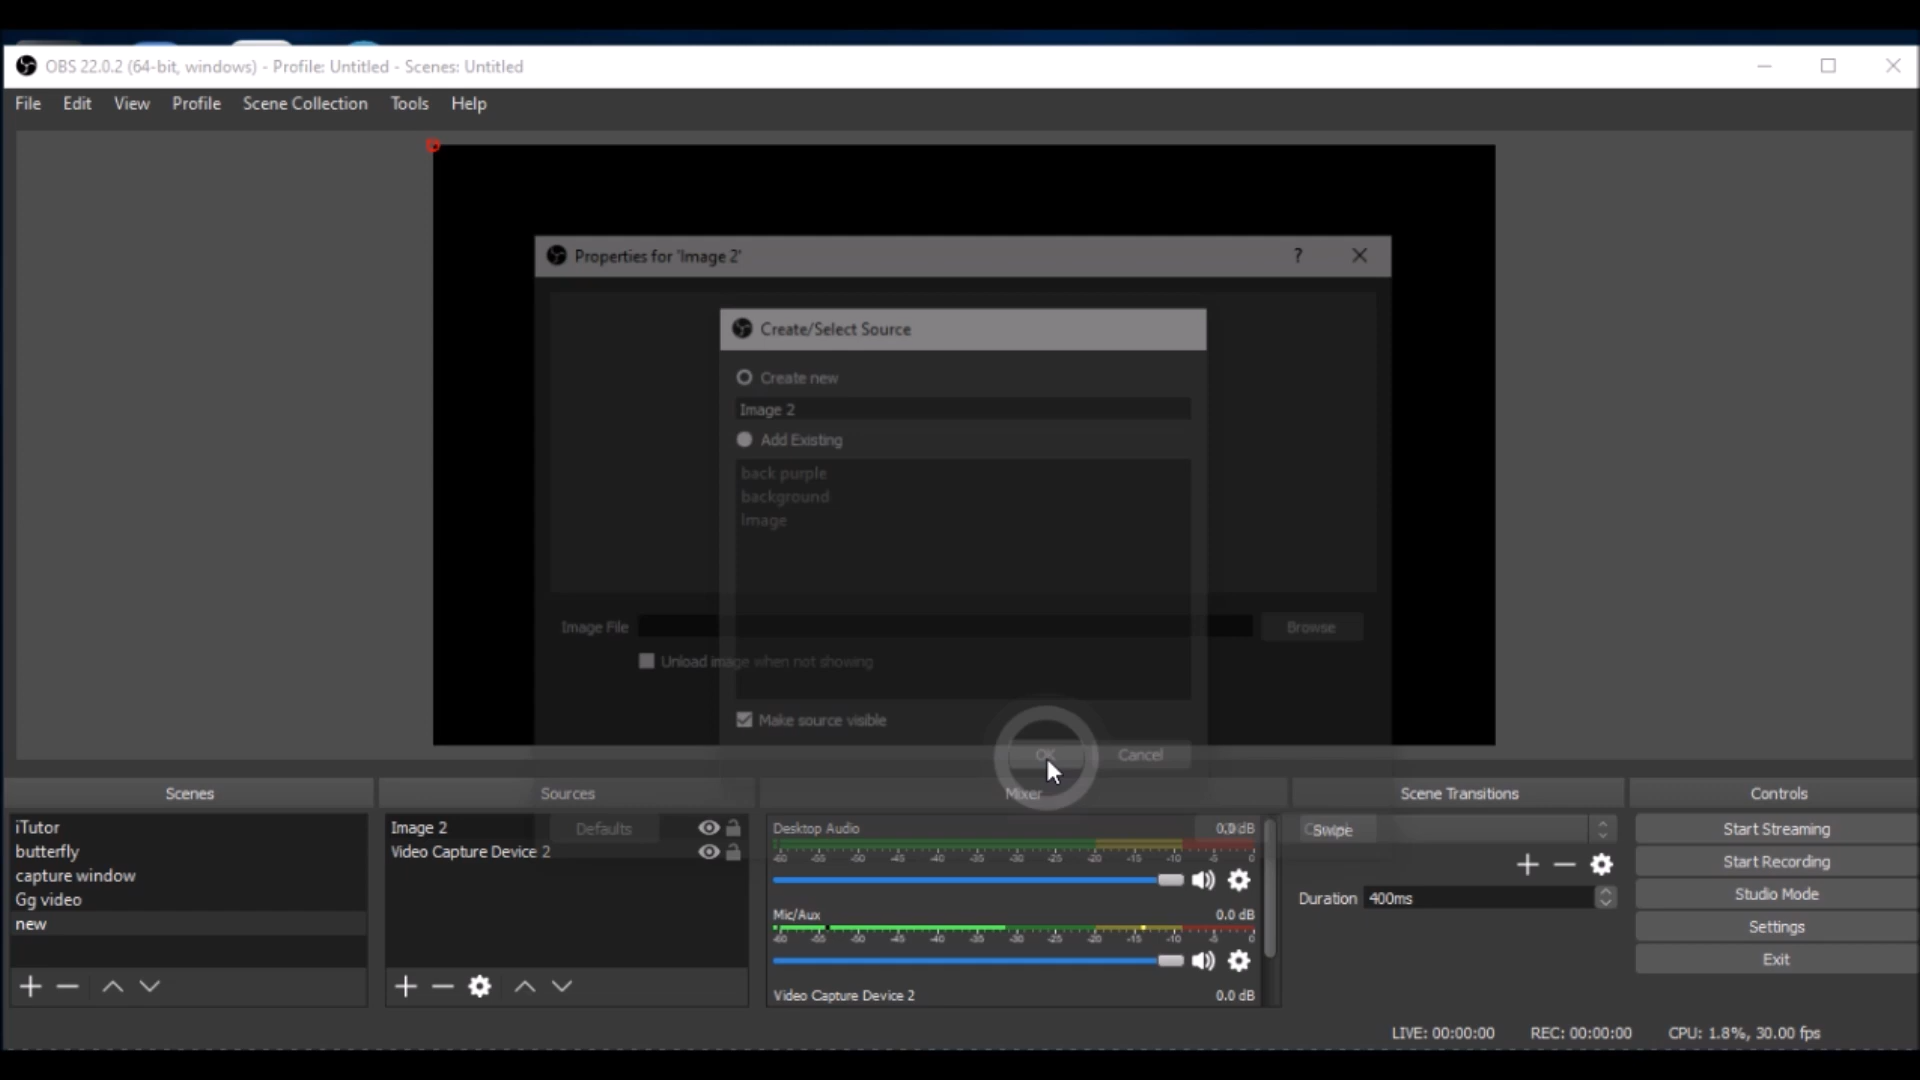 OBS 22.0.2 (64-bit, windows) - Profile: Untitled - Scenes: Untitled
File Edit View Profile Scene Collection Tools Help
Properties for 'Image 2' ?
Create/Select Source
Create new
Image 2
Add Existing
back purple
background
Image
Image File Browse
Unload image when not showing
Make source visible
OK Cancel
Scenes Sources Mixer Scene Transitions Controls
iTutor
butterfly
capture window
Gg video
new
Image 2
Video Capture Device 2
Defaults
Desktop Audio 0.0 dB
-60 -55 -50 -45 -40 -35 -30 -25 -20 -15 -10 -5 0
Mic/Aux 0.0 dB
-60 -55 -50 -45 -40 -35 -30 -25 -20 -15 -10 -5 0
Video Capture Device 2 0.0 dB
Swipe
Duration 400ms
Start Streaming
Start Recording
Studio Mode
Settings
Exit
LIVE: 00:00:00 REC: 00:00:00 CPU: 1.8%, 30.00 fps